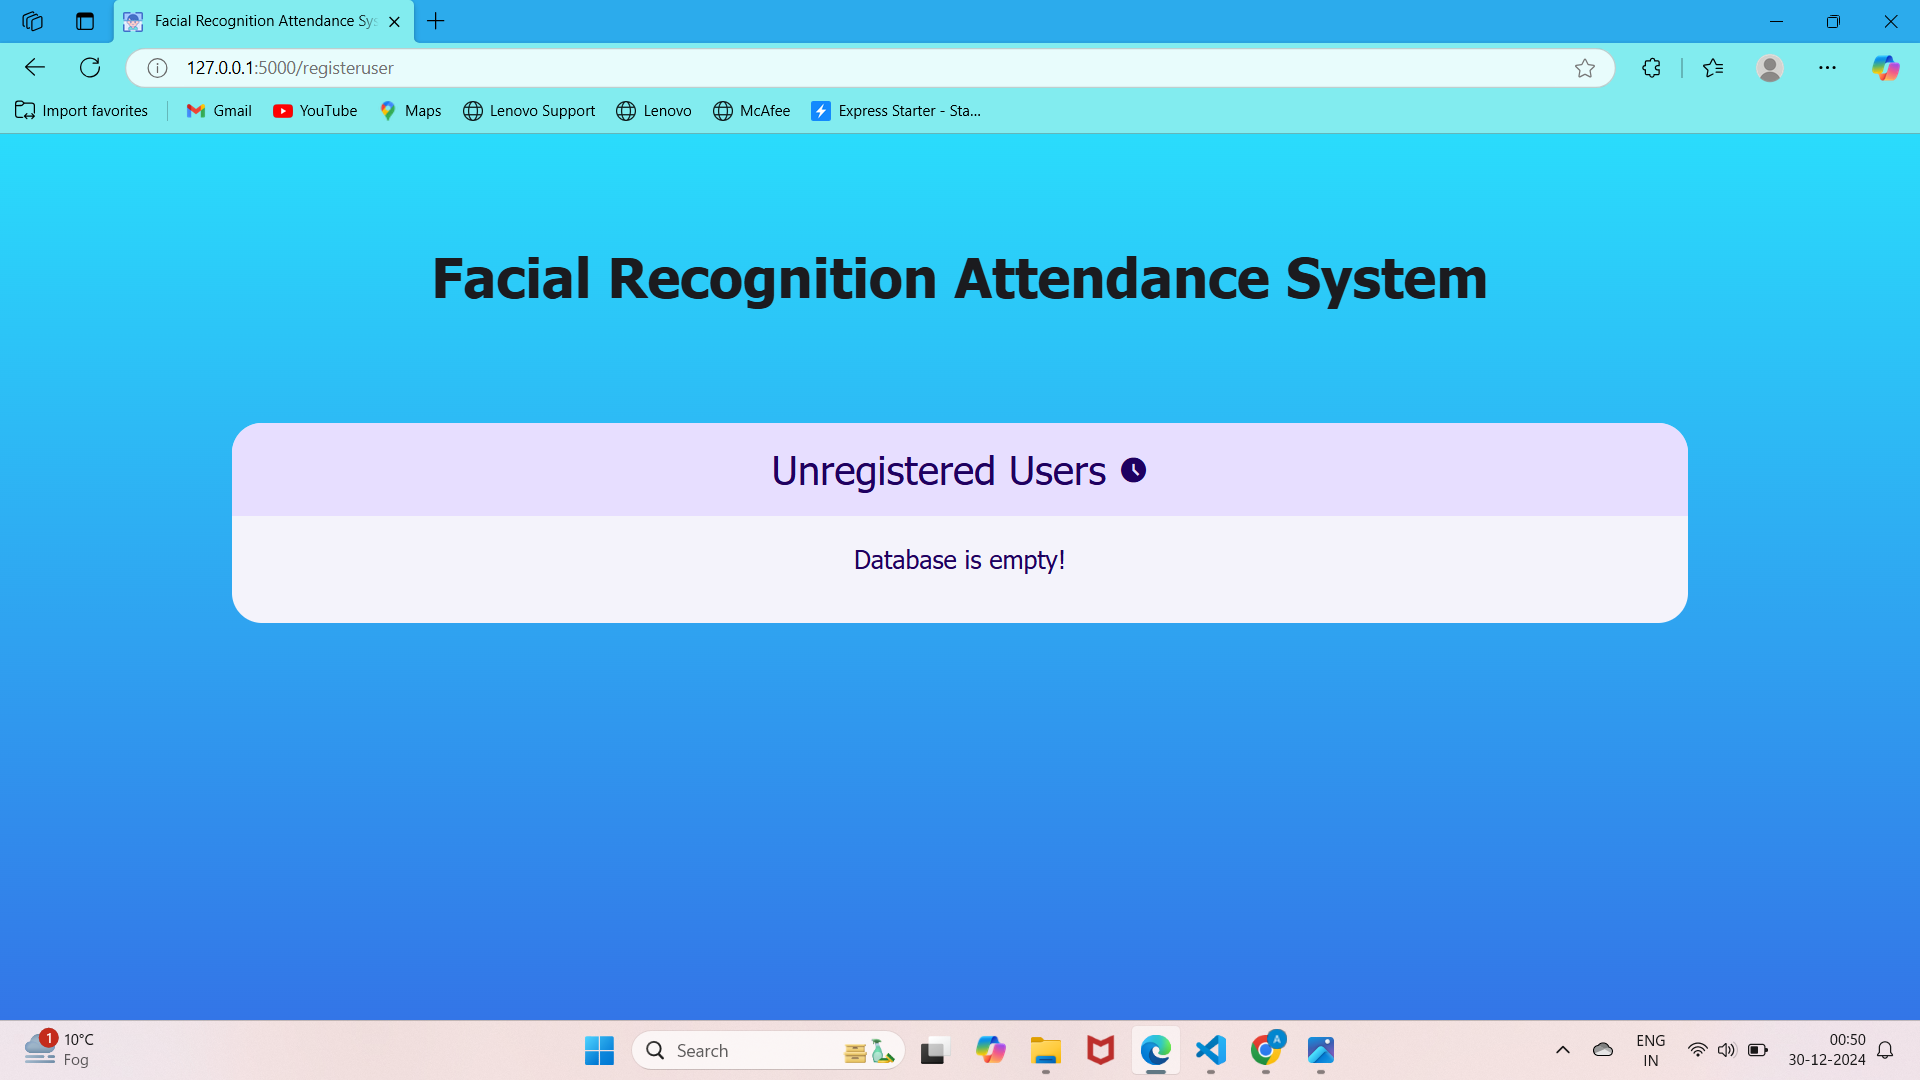 Facial Recognition Attendance Sys
127.0.0.1:5000/registeruser
Import favorites
Gmail
YouTube
Maps
Lenovo Support
Lenovo
McAfee
Express Starter - Sta...
Facial Recognition Attendance System
Unregistered Users
Database is empty!
1
10°C
Fog
Search
A
ENG
IN
00:50
30-12-2024